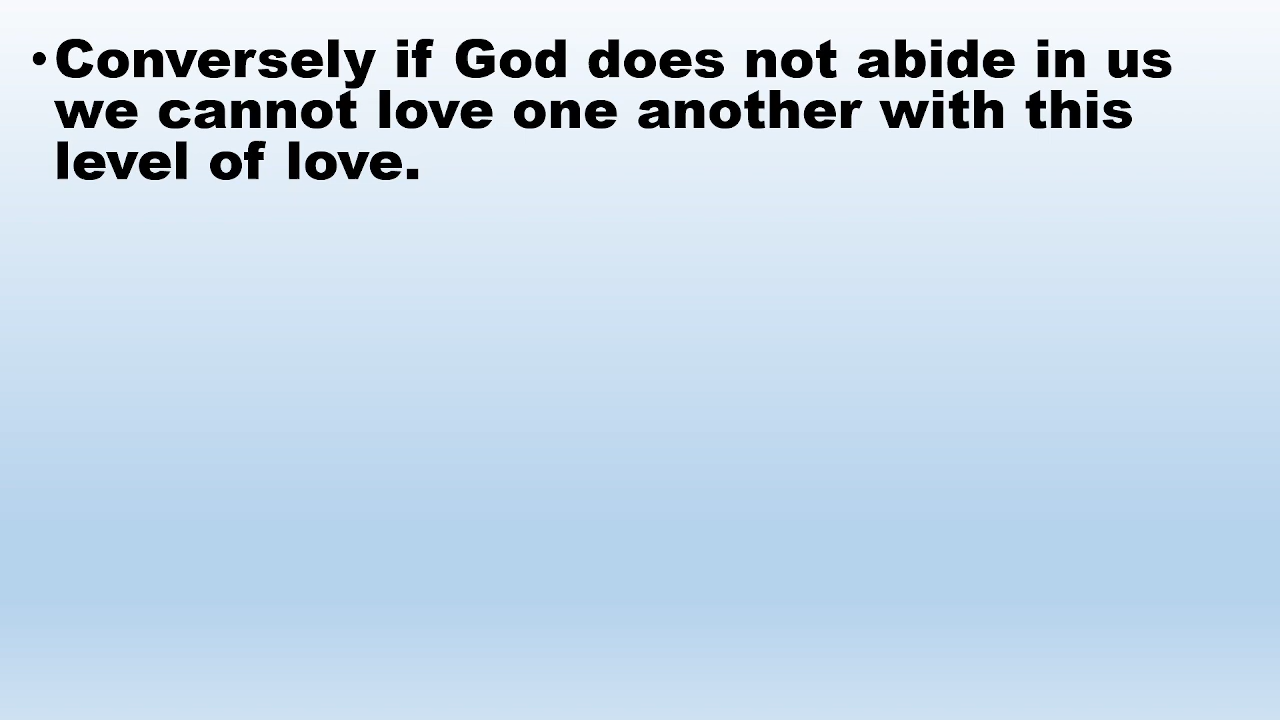 •Conversely if God does not abide in us
we cannot love one another with this
level of love.